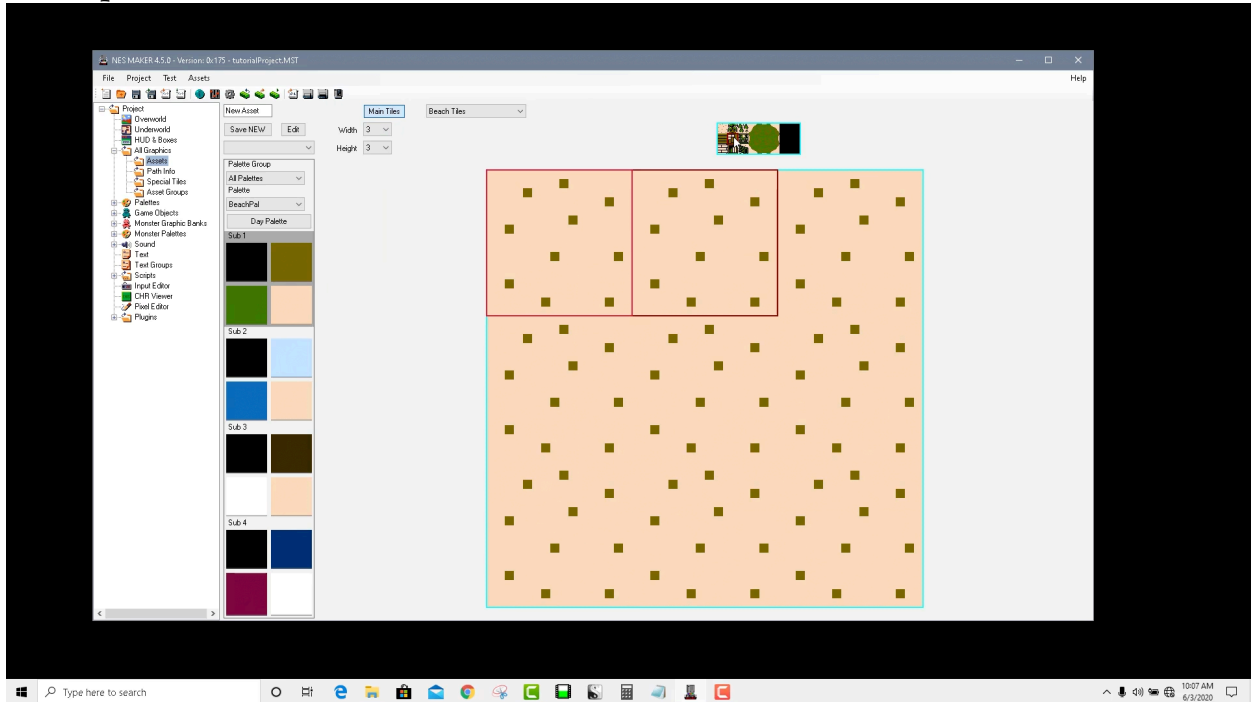 NES MAKER 4.5.0 - Version: 0x175 - tutorialProject.MST
File Project Test Assets Help
Project
Overworld
Underworld
HUD & Boxes
All Graphics
Assets
Path Info
Special Tiles
Asset Groups
Palettes
Game Objects
Monster Graphic Banks
Monster Palettes
Sound
Text
Text Groups
Scripts
Input Editor
CHR Viewer
Pixel Editor
Plugins
New Asset
Save NEW Edit
Palette Group
All Palettes
Palette
BeachPal
Day Palette
Sub 1
Sub 2
Sub 3
Sub 4
Main Tiles Beach Tiles
Width 3
Height 3
Type here to search
10:07 AM
6/3/2020